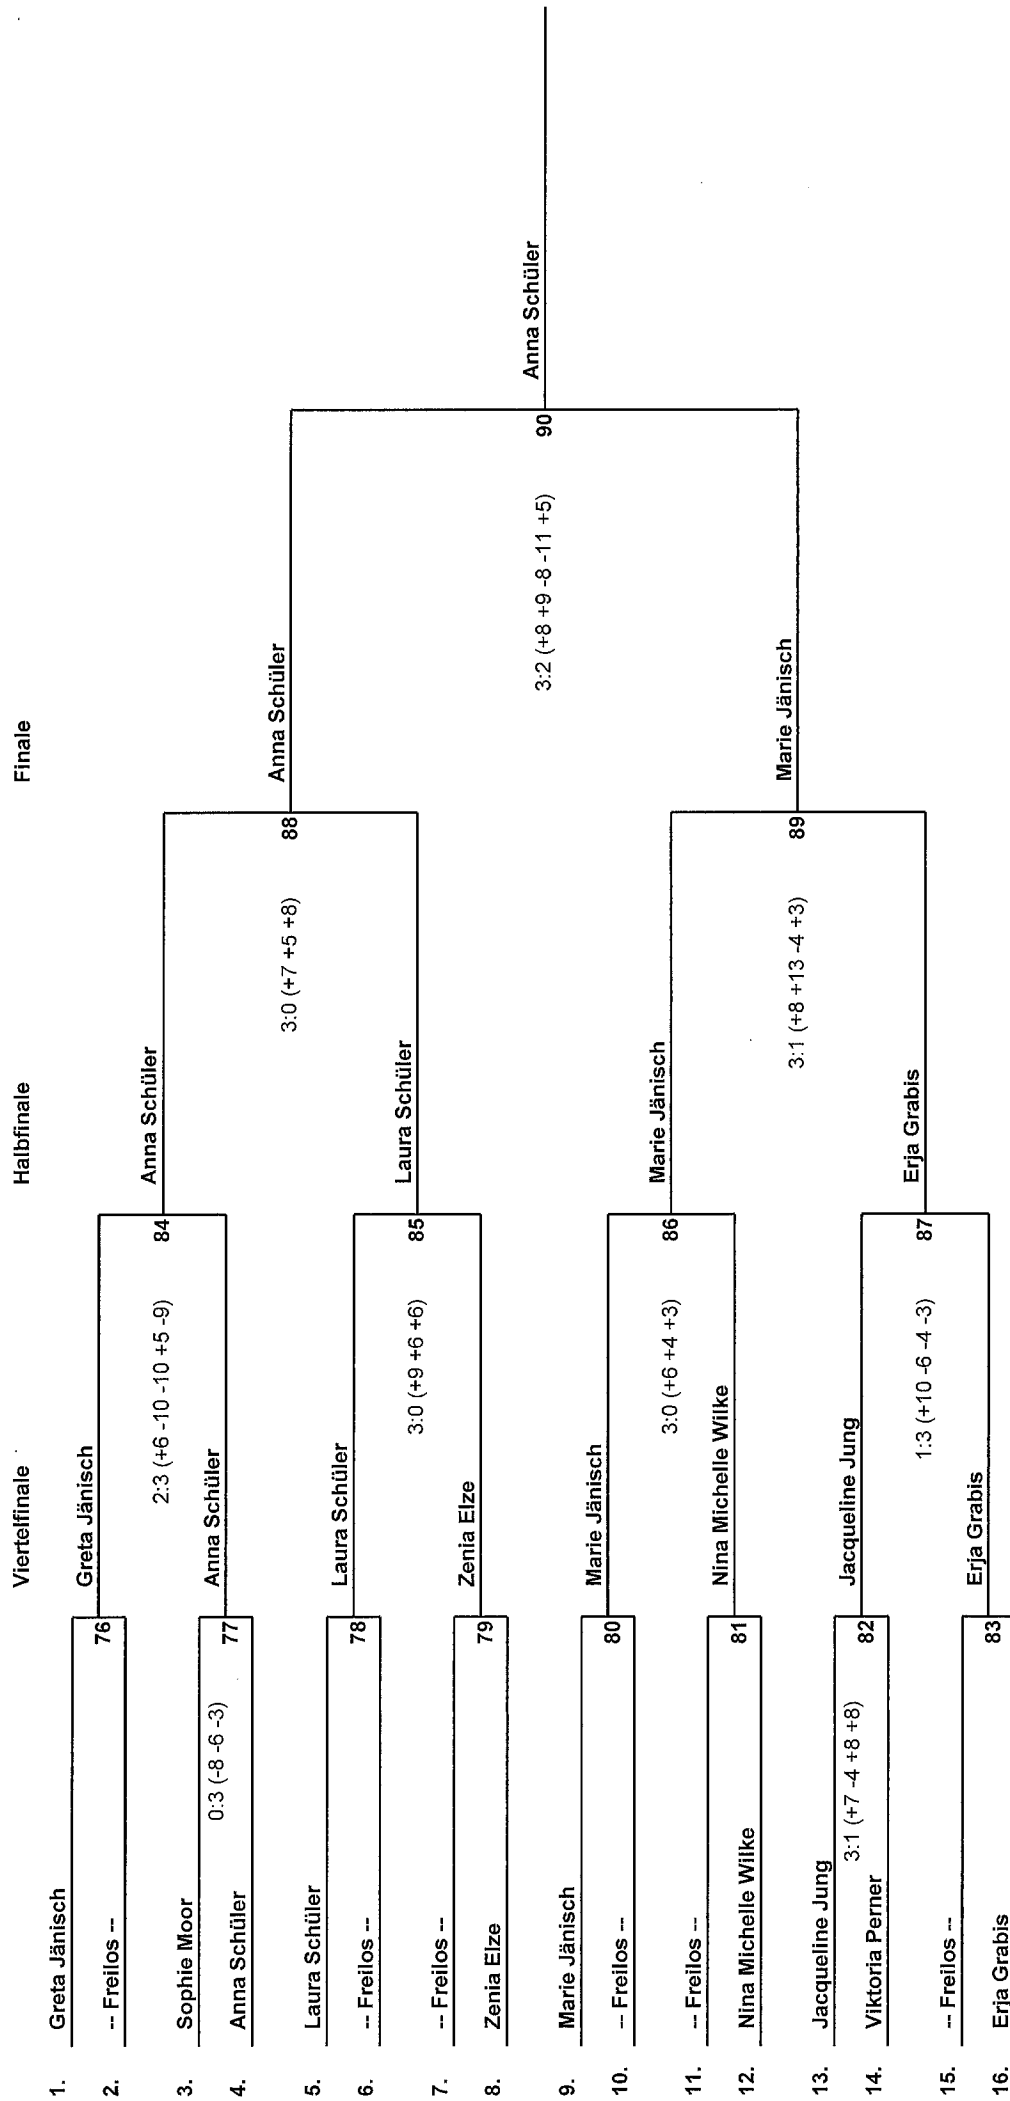 Viertelfinale
Halbfinale
Finale
1. Greta Jänisch
2. -- Freilos --
3. Sophie Moor
4. Anna Schüler
5. Laura Schüler
6. -- Freilos --
7. -- Freilos --
8. Zenia Elze
9. Marie Jänisch
10. -- Freilos --
11. -- Freilos --
12. Nina Michelle Wilke
13. Jacqueline Jung
14. Viktoria Perner
15. -- Freilos --
16. Erja Grabis
76
77
0:3 (-8 -6 -3)
78
79
80
81
82
3:1 (+7 -4 +8 +8)
83
Greta Jänisch
Anna Schüler
Laura Schüler
Zenia Elze
Marie Jänisch
Nina Michelle Wilke
Jacqueline Jung
Erja Grabis
2:3 (+6 -10 -10 +5 -9)
84
3:0 (+9 +6 +6)
85
3:0 (+6 +4 +3)
86
1:3 (+10 -6 -4 -3)
87
Anna Schüler
Laura Schüler
Marie Jänisch
Erja Grabis
3:0 (+7 +5 +8)
88
3:1 (+8 +13 -4 +3)
89
Anna Schüler
Marie Jänisch
3:2 (+8 +9 -8 -11 +5)
90
Anna Schüler